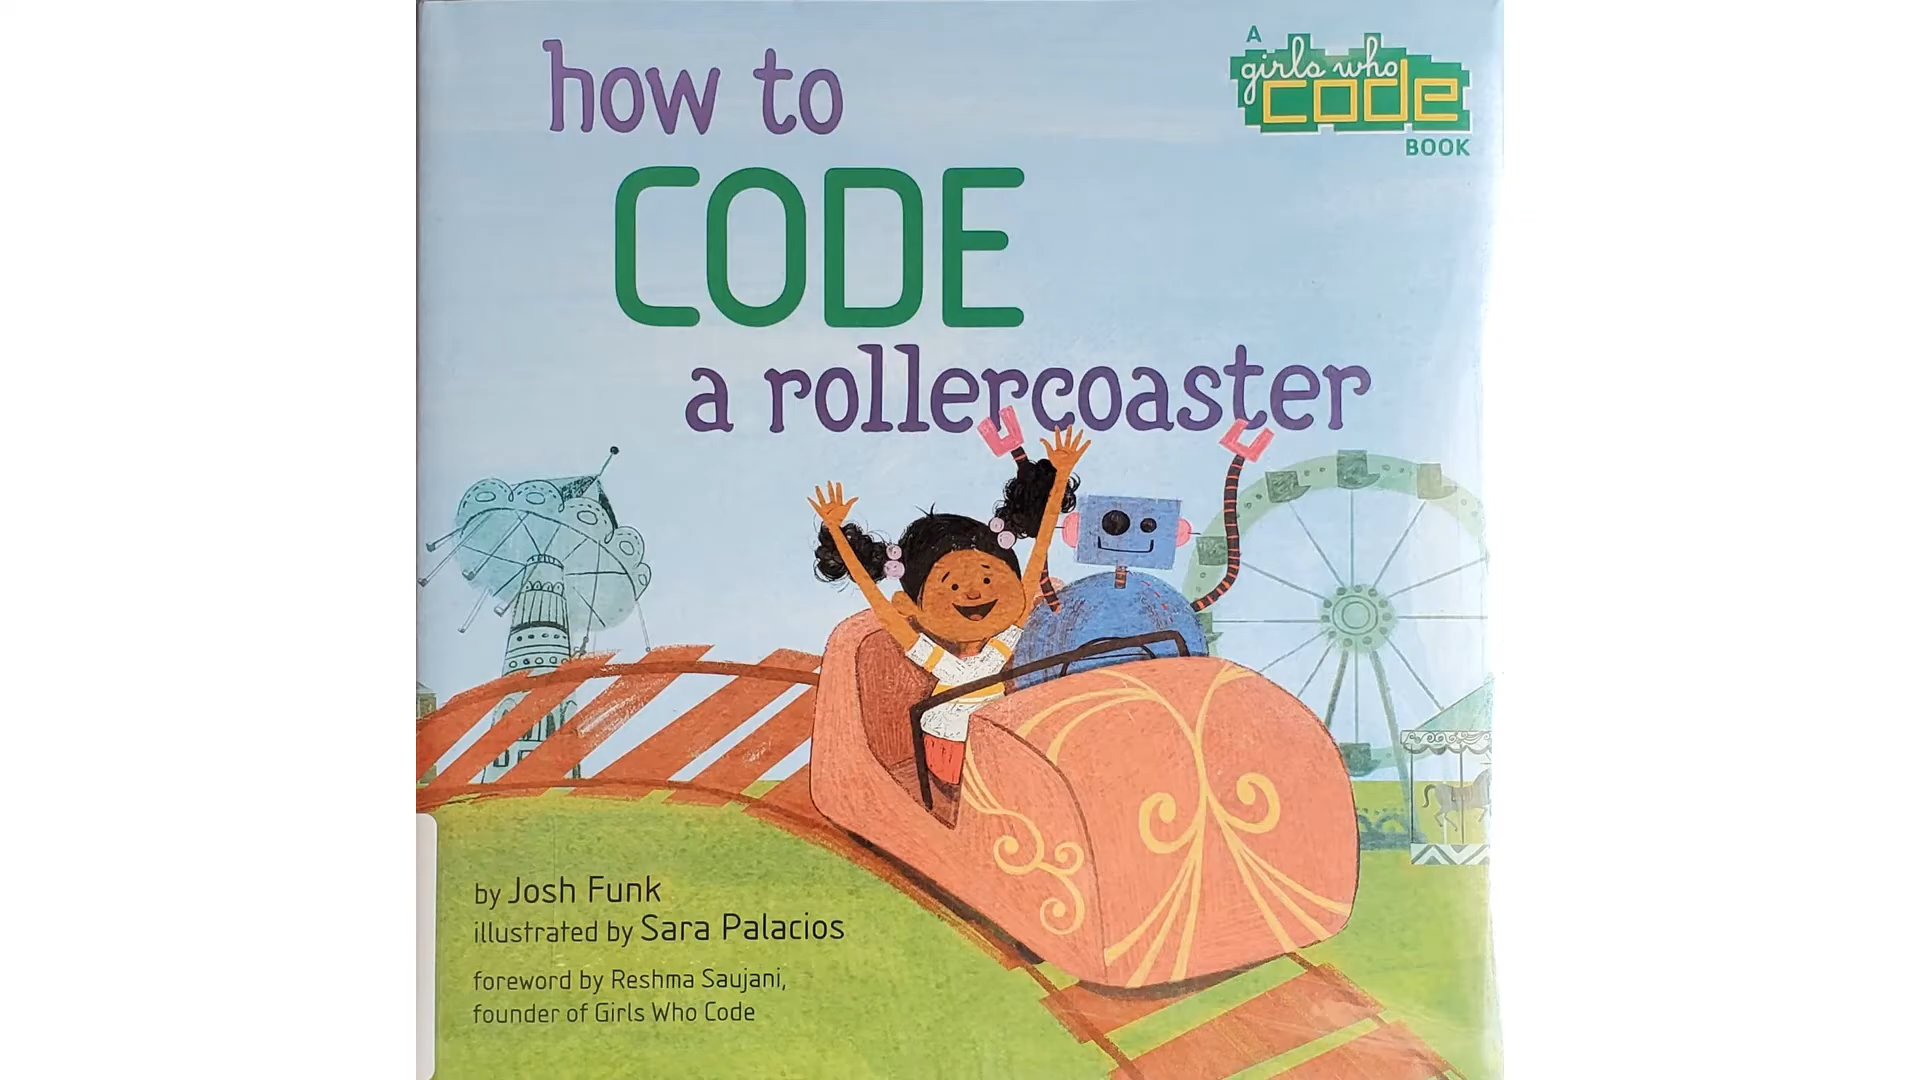 how to
CODE
a rollercoaster
A
girls who
code
BOOK
by Josh Funk
illustrated by Sara Palacios
foreword by Reshma Saujani,
founder of Girls Who Code